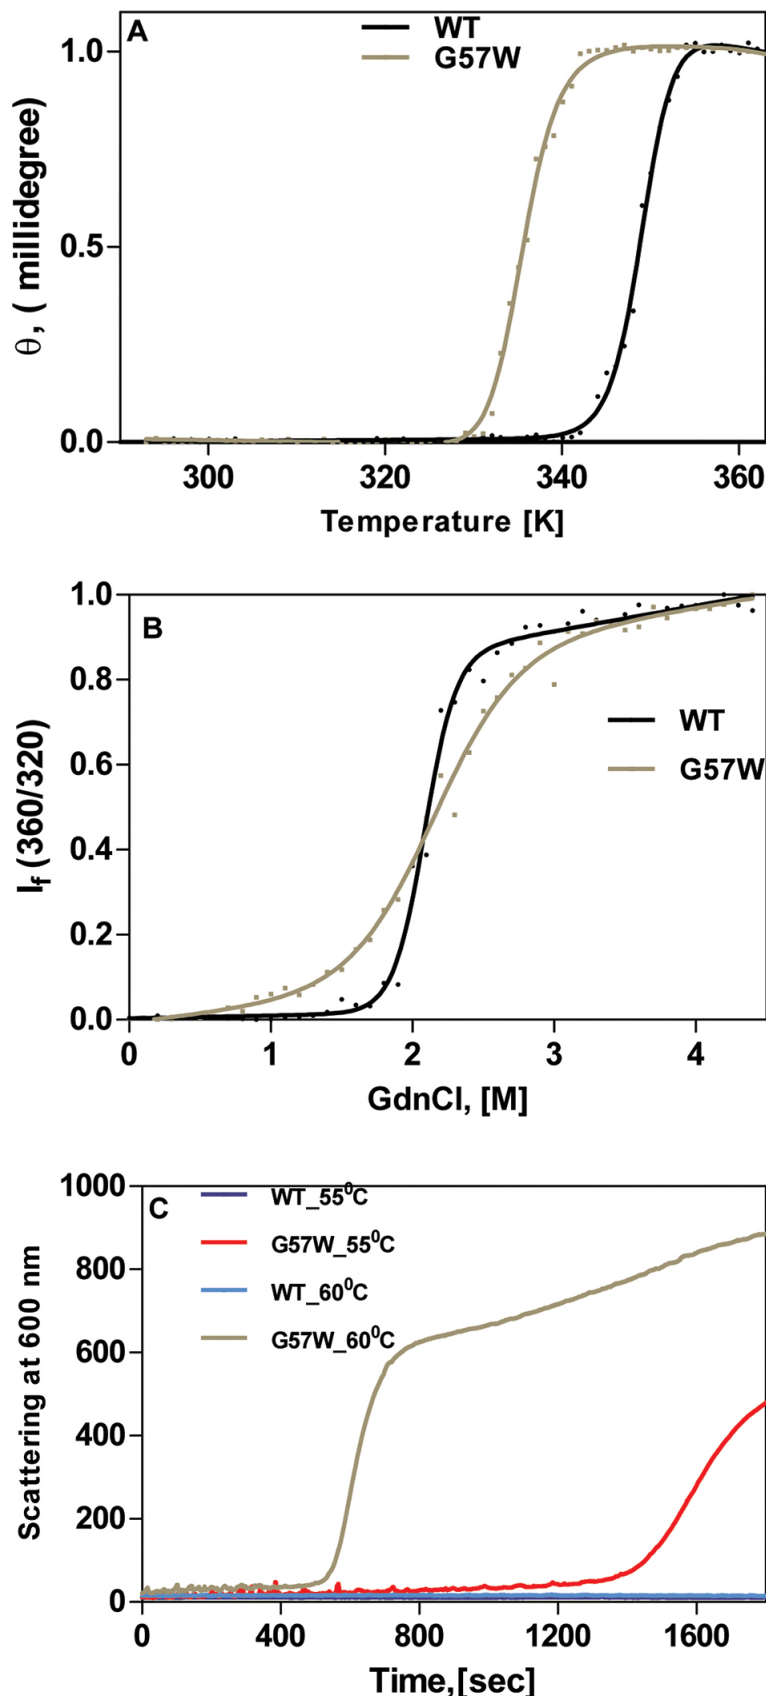 A
WT
G57W
1.0
0.5
0.0
θ, ( millidegree)
300 320 340 360
Temperature [K]
B
1.0
0.8
0.6
0.4
0.2
0.0
If (360/320)
WT
G57W
0 1 2 3 4
GdnCl, [M]
C
WT_55⁰C
G57W_55⁰C
WT_60⁰C
G57W_60⁰C
1000
800
600
400
200
0
Scattering at 600 nm
0 400 800 1200 1600
Time,[sec]